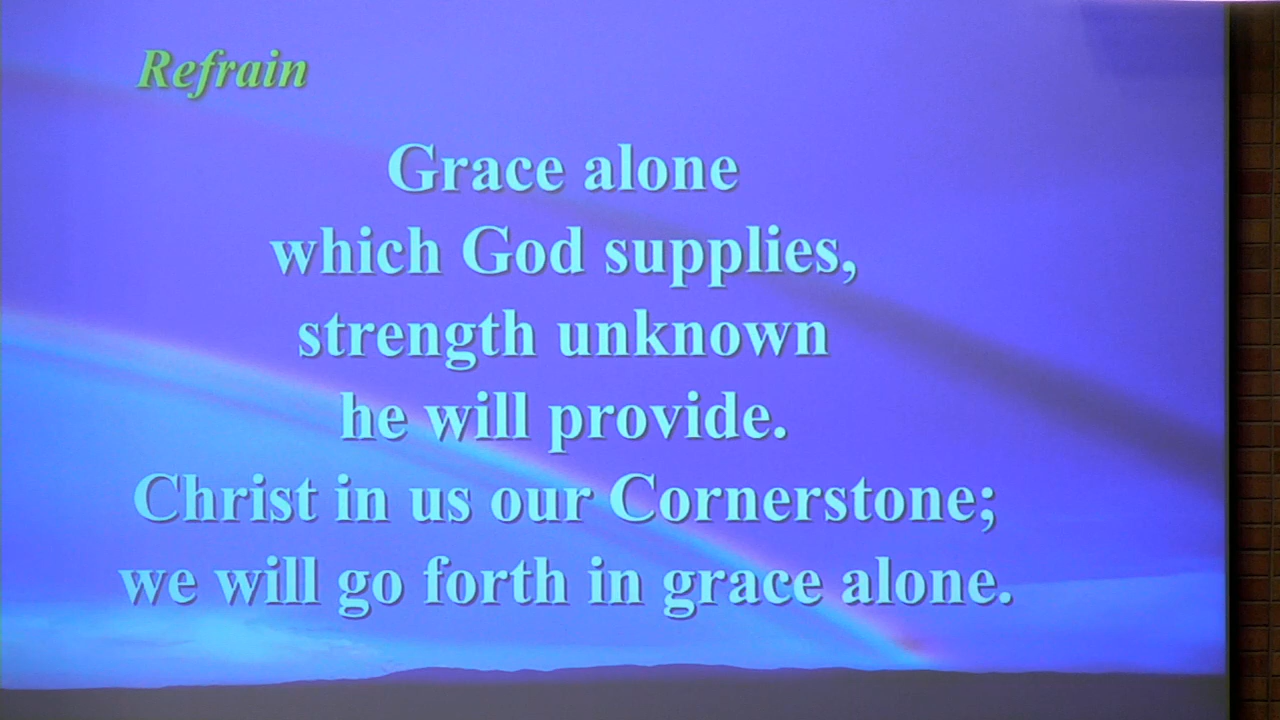 Refrain
Grace alone
which God supplies,
strength unknown
he will provide.
Christ in us our Cornerstone;
we will go forth in grace alone.